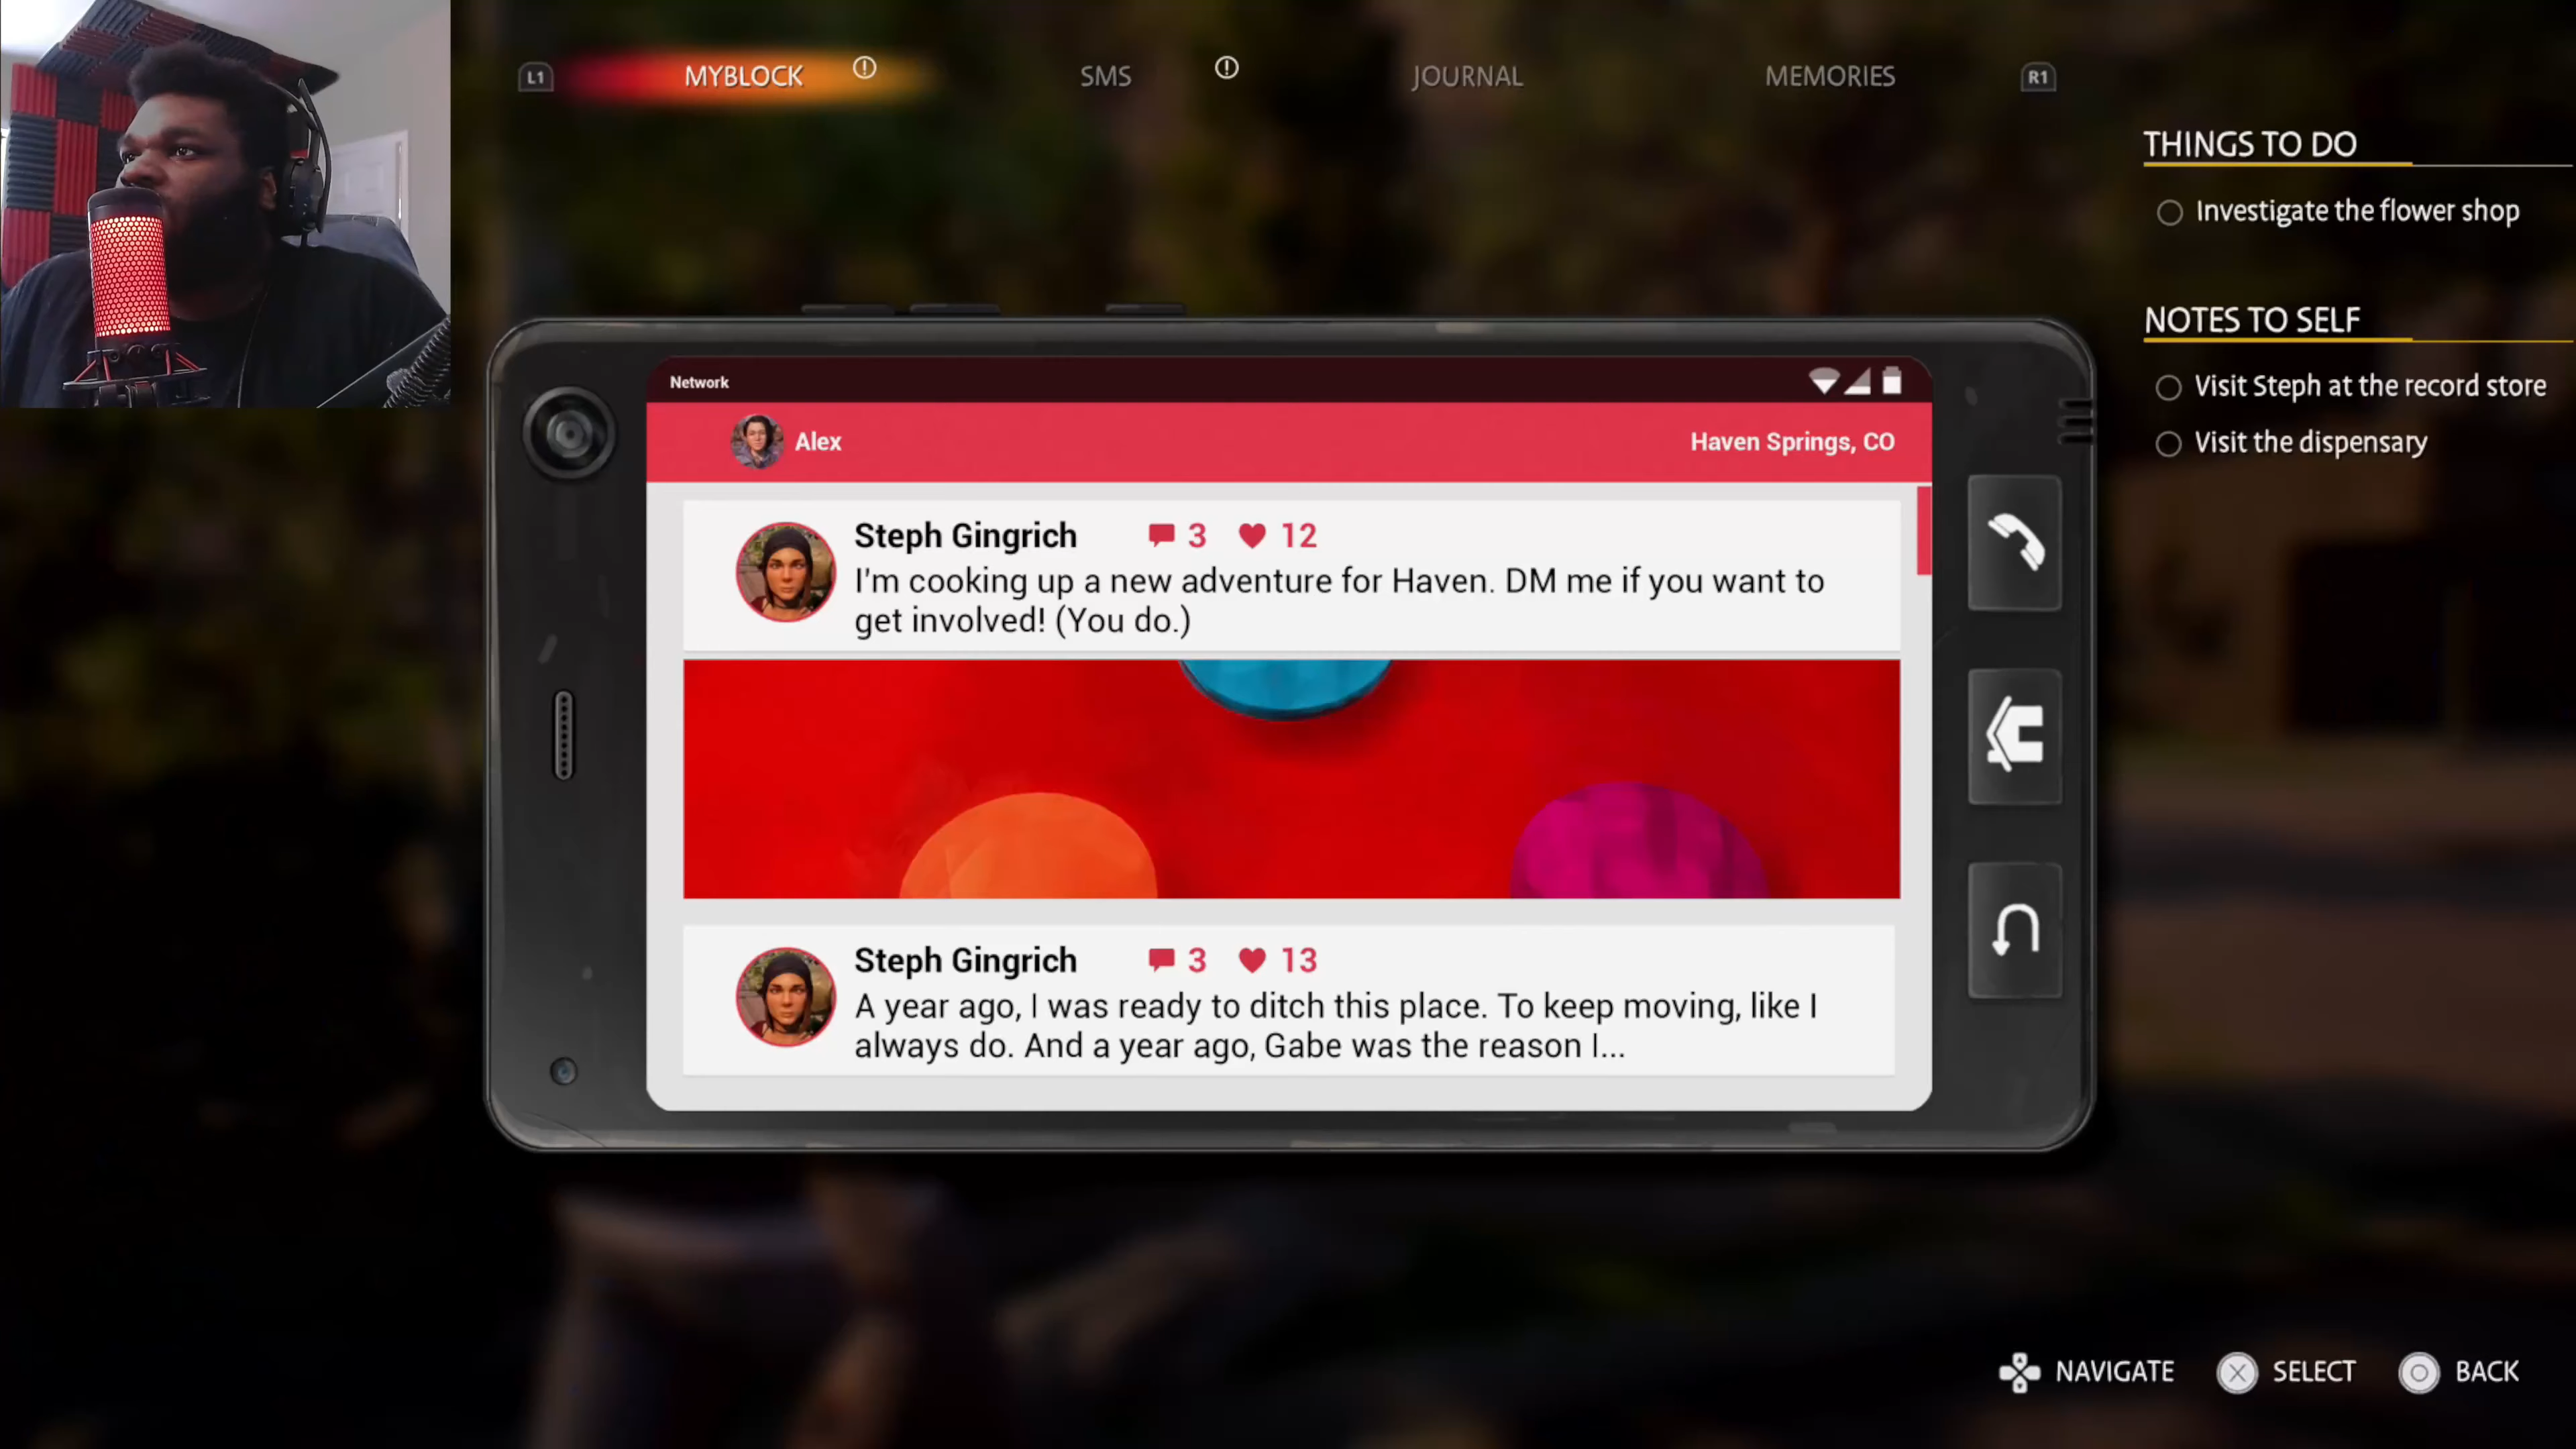 L1
MYBLOCK
SMS
JOURNAL
MEMORIES
R1
THINGS TO DO
Investigate the flower shop
NOTES TO SELF
Visit Steph at the record store
Visit the dispensary
Network
Alex
Haven Springs, CO
Steph Gingrich 3 12
I'm cooking up a new adventure for Haven. DM me if you want to
get involved! (You do.)
Steph Gingrich 3 13
A year ago, I was ready to ditch this place. To keep moving, like I
always do. And a year ago, Gabe was the reason I...
NAVIGATE
SELECT
BACK